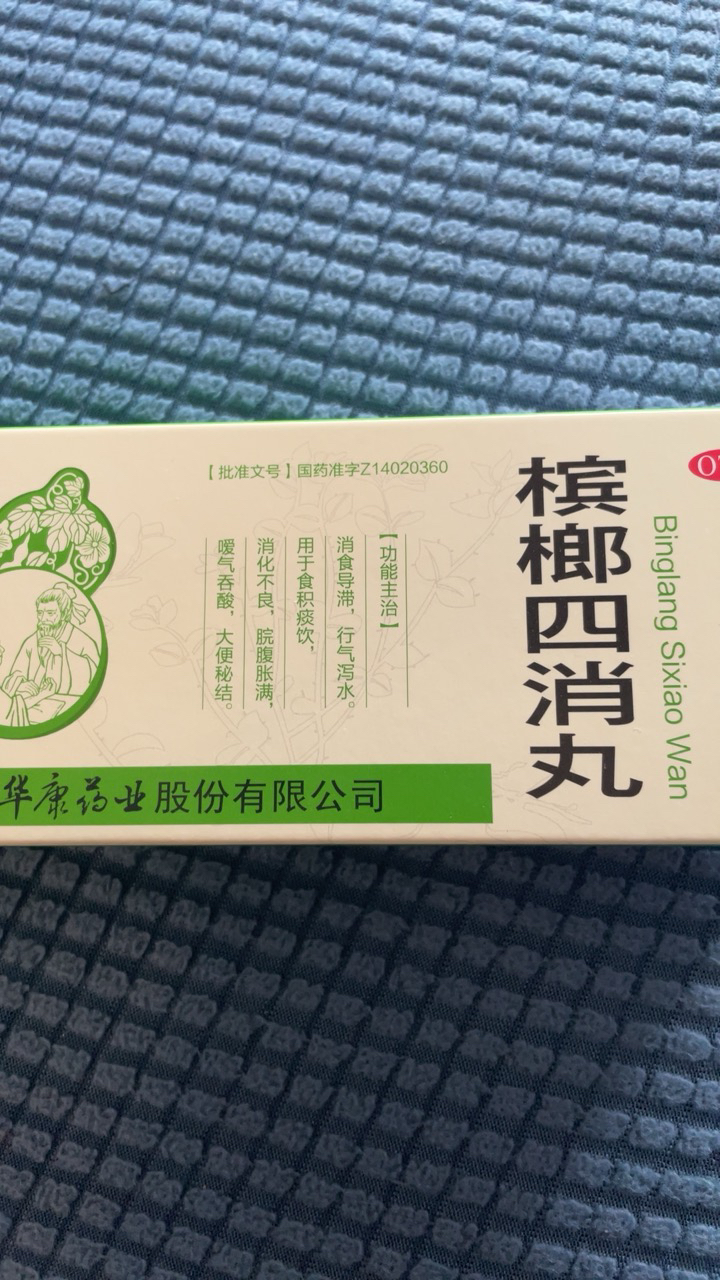 【批准文号】国药准字Z14020360
槟榔四消丸
Binglang Sixiao Wan
【功能主治】
消食导滞，行气泻水。
用于食积痰饮，
消化不良，脘腹胀满，
嗳气吞酸，大便秘结。
华康药业股份有限公司